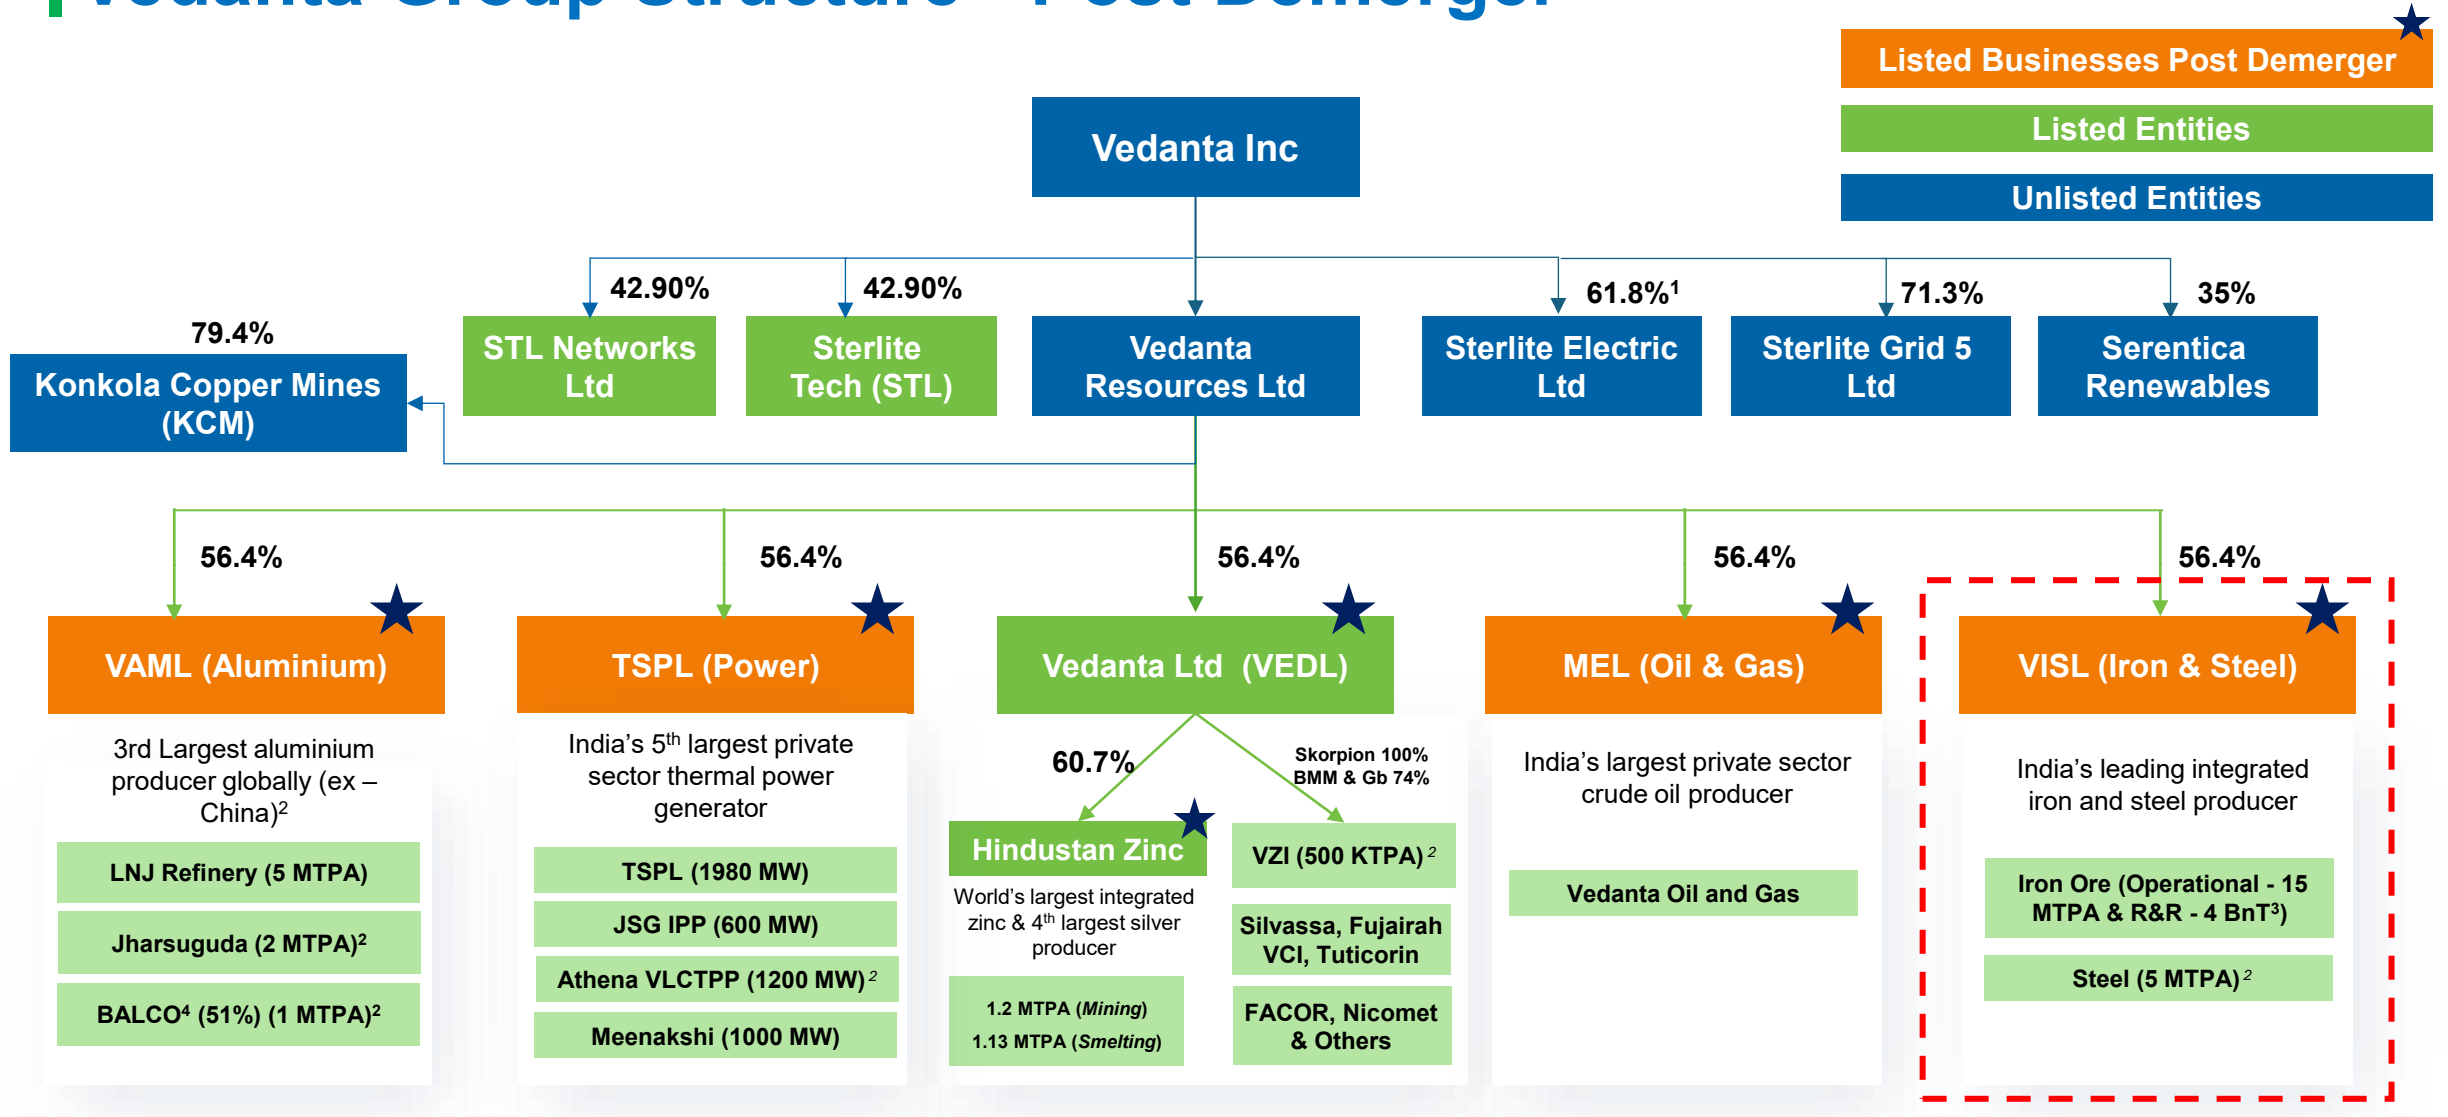 Vedanta Group Structure - Post Demerger
Listed Businesses Post Demerger
Listed Entities
Unlisted Entities
Vedanta Inc
42.90%
42.90%
61.8%¹
71.3%
35%
79.4%
Konkola Copper Mines
(KCM)
STL Networks
Ltd
Sterlite
Tech (STL)
Vedanta
Resources Ltd
Sterlite Electric
Ltd
Sterlite Grid 5
Ltd
Serentica
Renewables
56.4%
56.4%
56.4%
56.4%
56.4%
VAML (Aluminium)
3rd Largest aluminium
producer globally (ex –
China)²
LNJ Refinery (5 MTPA)
Jharsuguda (2 MTPA)²
BALCO⁴ (51%) (1 MTPA)²
TSPL (Power)
India's 5th largest private
sector thermal power
generator
TSPL (1980 MW)
JSG IPP (600 MW)
Athena VLCTPP (1200 MW) ²
Meenakshi (1000 MW)
Vedanta Ltd (VEDL)
60.7%
Skorpion 100%
BMM & Gb 74%
Hindustan Zinc
World's largest integrated
zinc & 4th largest silver
producer
1.2 MTPA (Mining)
1.13 MTPA (Smelting)
VZI (500 KTPA) ²
Silvassa, Fujairah
VCI, Tuticorin
FACOR, Nicomet
& Others
MEL (Oil & Gas)
India's largest private sector
crude oil producer
Vedanta Oil and Gas
VISL (Iron & Steel)
India's leading integrated
iron and steel producer
Iron Ore (Operational - 15
MTPA & R&R - 4 BnT³)
Steel (5 MTPA) ²